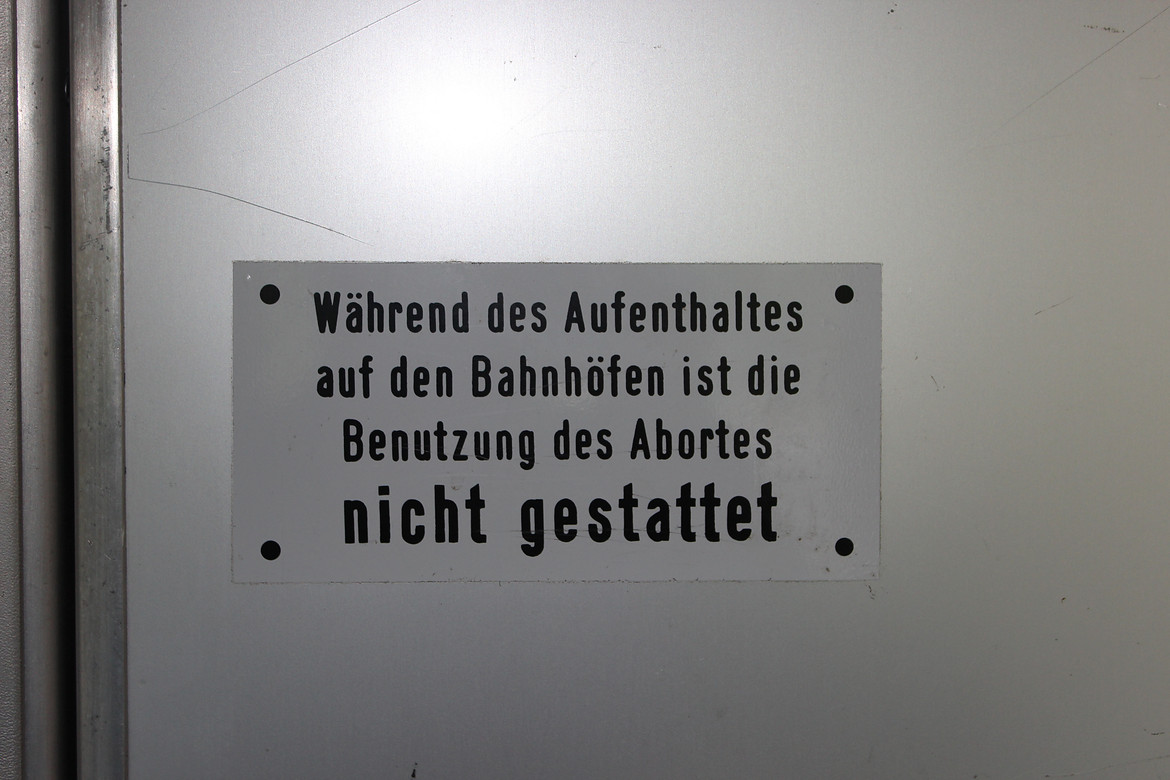 Während des Aufenthaltes
auf den Bahnhöfen ist die
Benutzung des Abortes
nicht gestattet